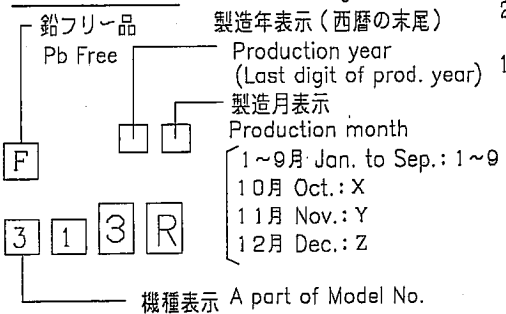 鉛フリー品
Pb Free
製造年表示(西暦の末尾)
Production year
(Last digit of prod. year)
製造月表示
Production month
1~9月 Jan. to Sep.: 1~9
10月 Oct.: X
11月 Nov.: Y
12月 Dec.: Z
F
3 1 3 R
機種表示 A part of Model No.
2
1